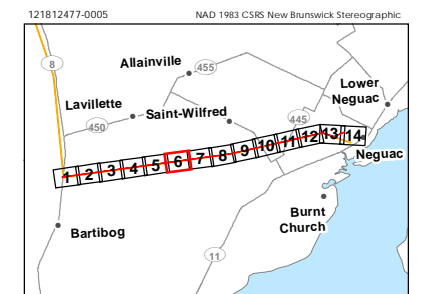 121812477-0005 NAD 1983 CSRS New Brunswick Stereographic
8
Allainville
455
Lower
Neguac
Lavillette
Saint-Wilfred
450
445
1 2 3 4 5 6 7 8 9 10 11 12 13 14
Neguac
Burnt
Church
Bartibog
11